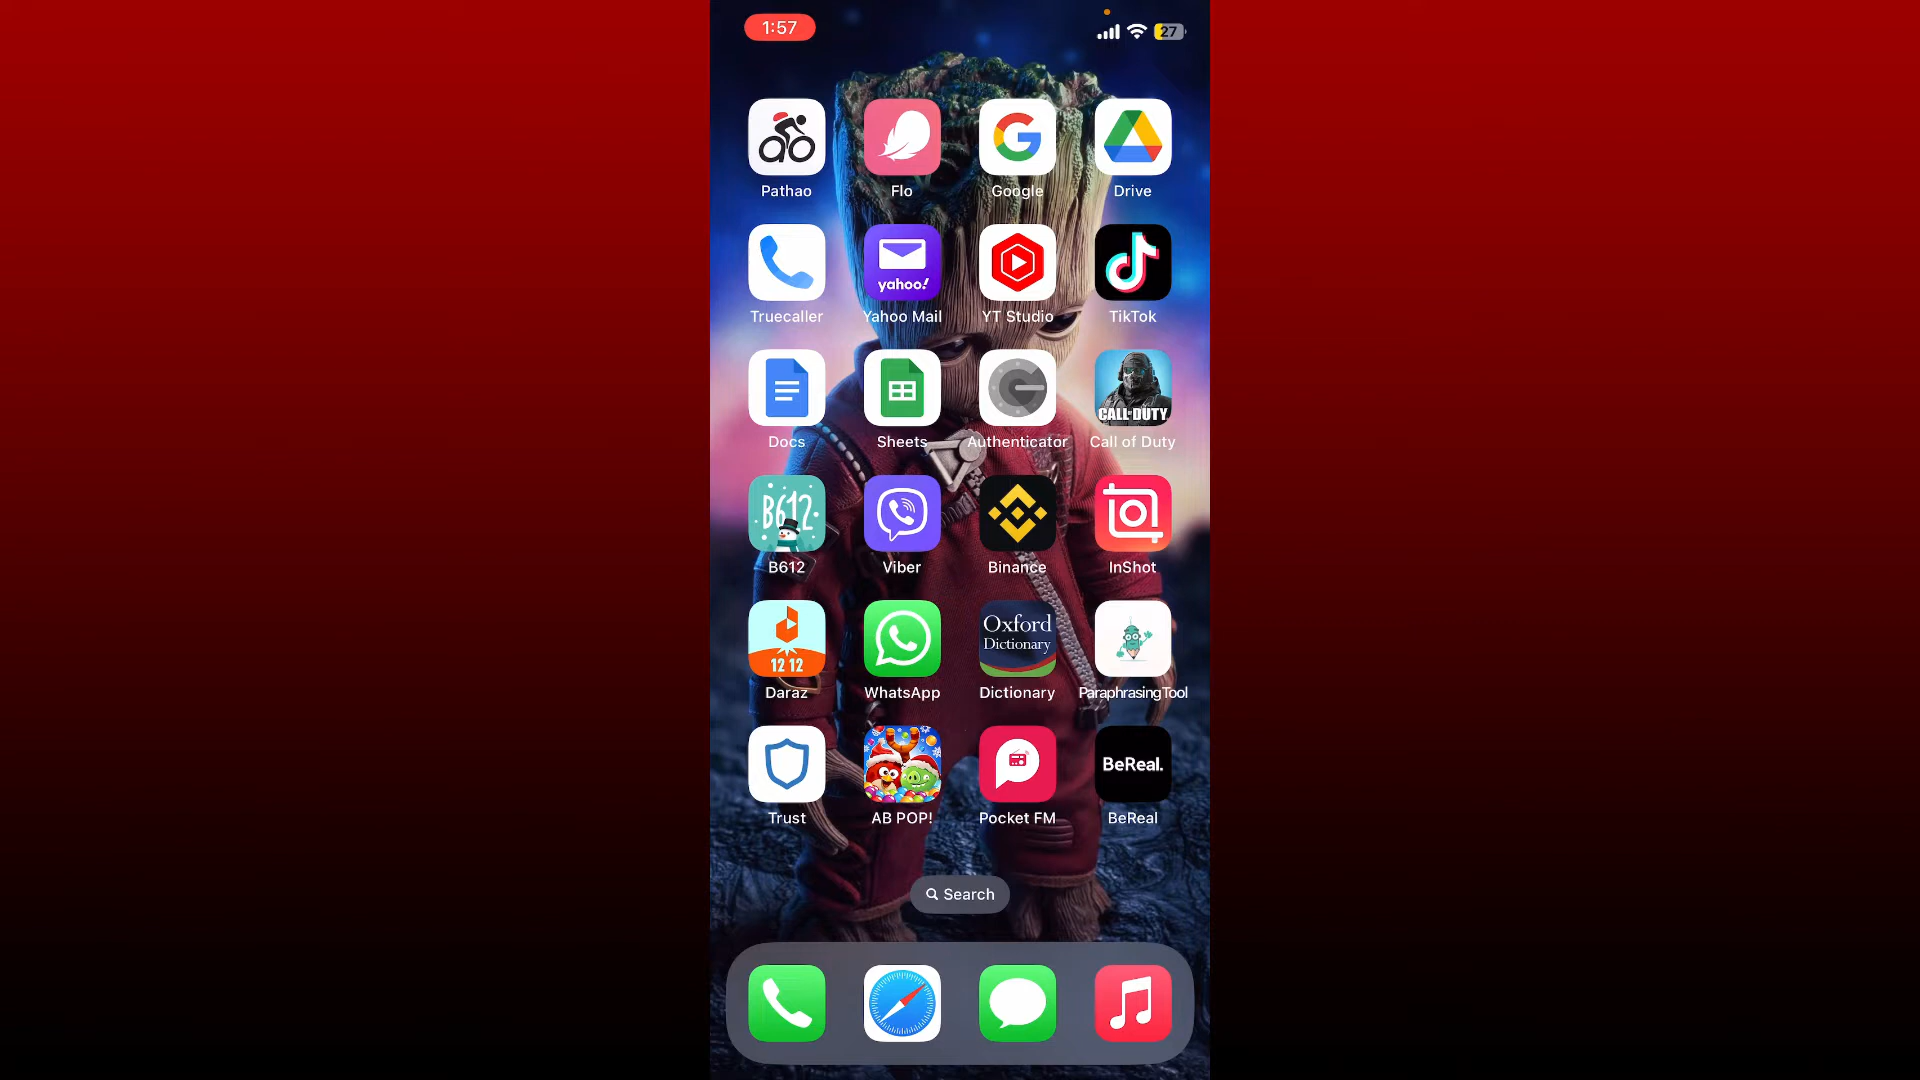 1:57
27
Pathao Flo Google Drive
yahoo!
Truecaller Yahoo Mail YT Studio TikTok
CALL OF DUTY
Docs Sheets Authenticator Call of Duty
B612
B612 Viber Binance InShot
Oxford
Dictionary
12 12
Daraz WhatsApp Dictionary ParaphrasingTool
BeReal.
Trust AB POP! Pocket FM BeReal
Search